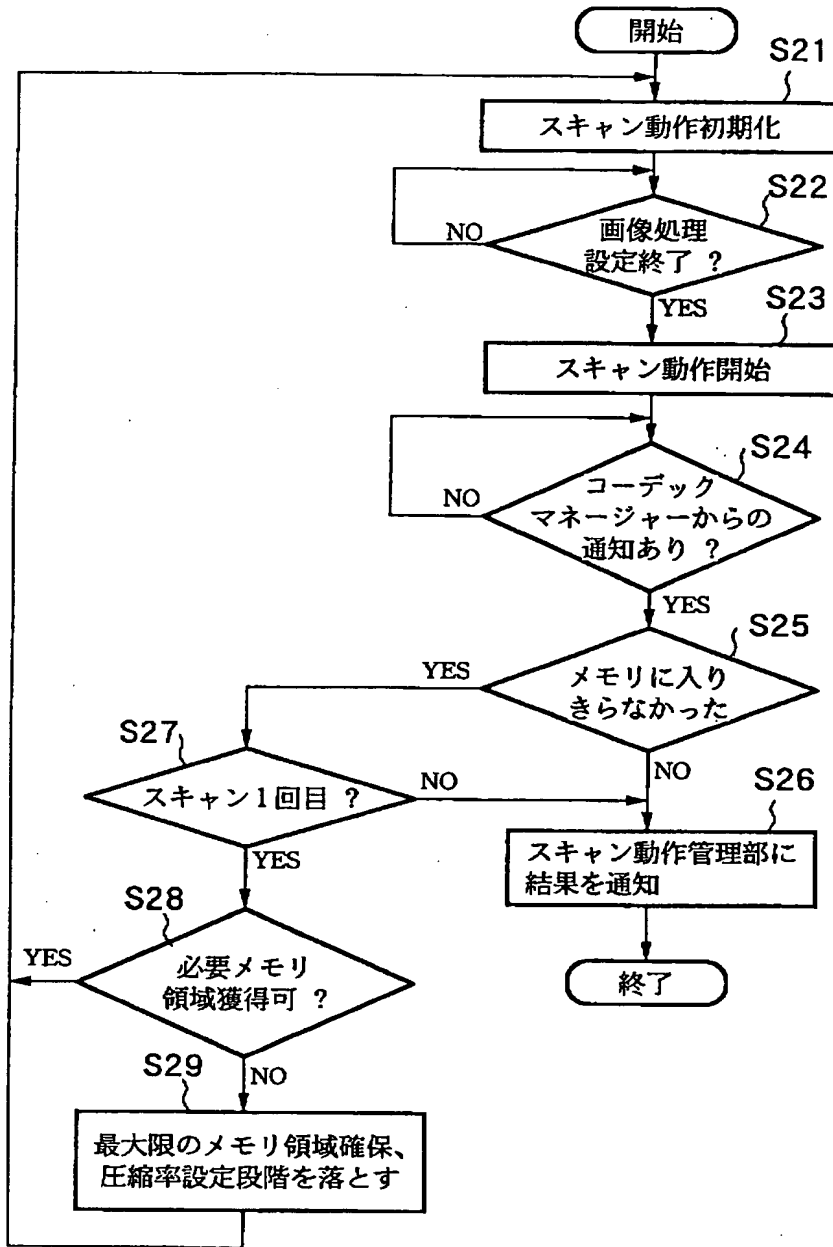 開始
S21
スキャン動作初期化
S22
画像処理
設定終了 ?
NO
YES
S23
スキャン動作開始
S24
コーデック
マネージャーからの
通知あり ?
NO
YES
S25
メモリに入り
きらなかった
YES
NO
S27
スキャン1回目 ?
NO
YES
S26
スキャン動作管理部に
結果を通知
終了
S28
必要メモリ
領域獲得可 ?
YES
NO
S29
最大限のメモリ領域確保、
圧縮率設定段階を落とす